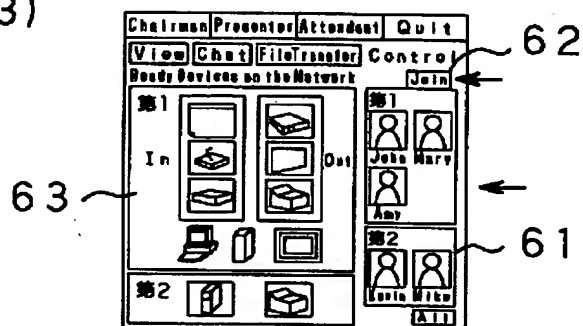 3)
Chairman Presenter Attendant Quit
View Chat FileTransfer Control
Ready Devices on the Network
Join
62
第1
In
Out
63
第1
John Mary
Amy
第2
Kevin Mike
61
第2
All